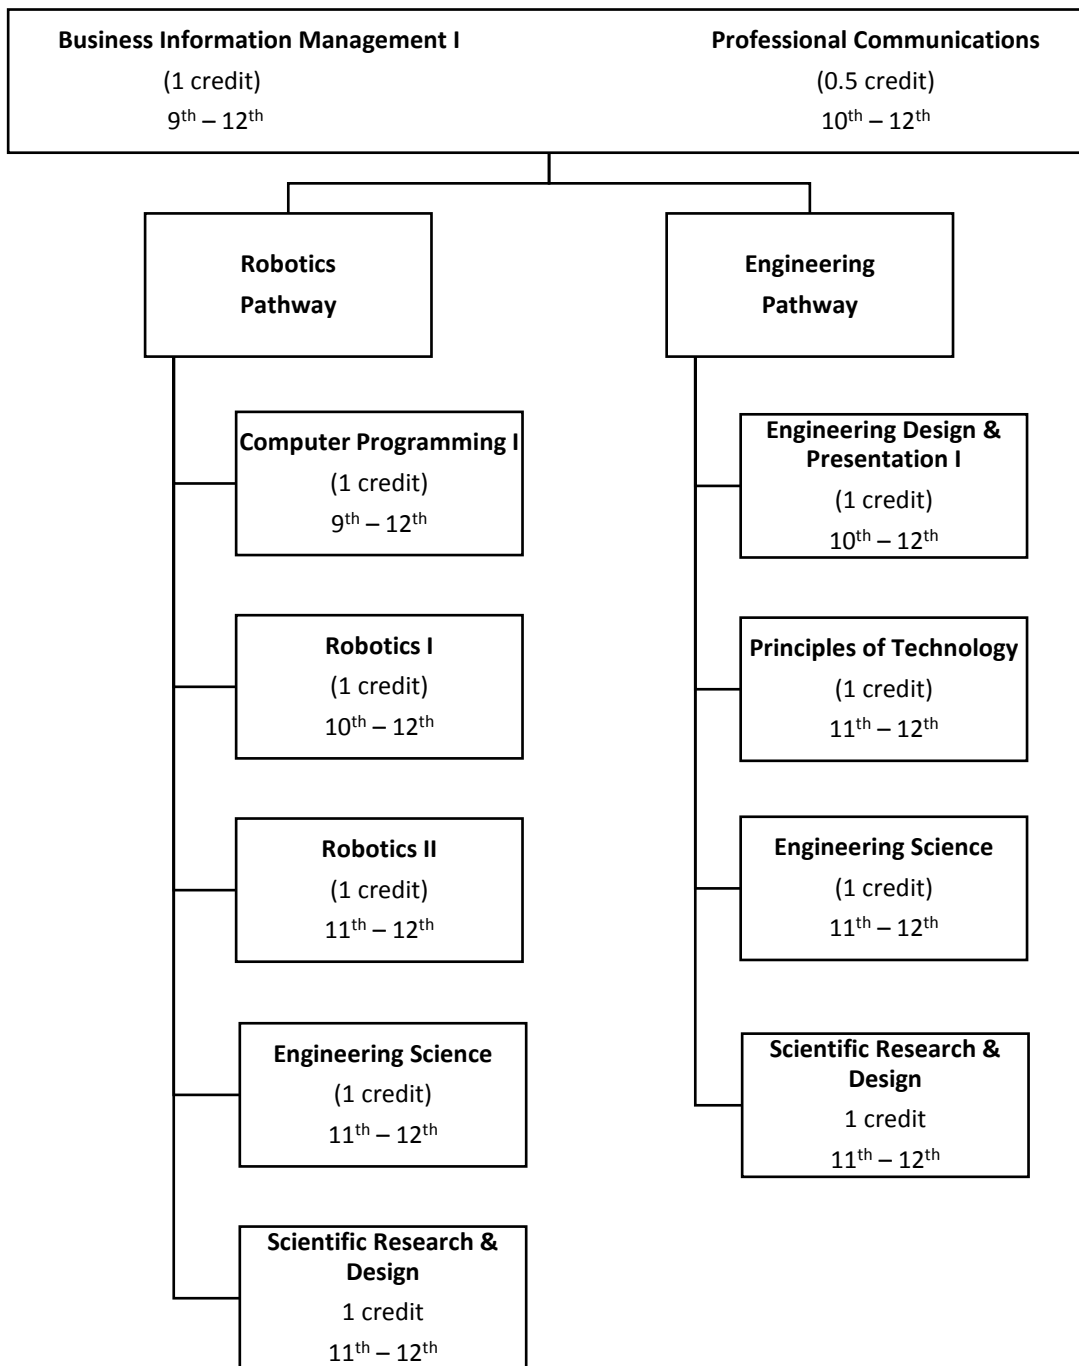 Business Information Management I
(1 credit)
9th – 12th
Professional Communications
(0.5 credit)
10th – 12th
Robotics
Pathway
Computer Programming I
(1 credit)
9th – 12th
Robotics I
(1 credit)
10th – 12th
Robotics II
(1 credit)
11th – 12th
Engineering Science
(1 credit)
11th – 12th
Scientific Research &
Design
1 credit
11th – 12th
Engineering
Pathway
Engineering Design &
Presentation I
(1 credit)
10th – 12th
Principles of Technology
(1 credit)
11th – 12th
Engineering Science
(1 credit)
11th – 12th
Scientific Research &
Design
1 credit
11th – 12th